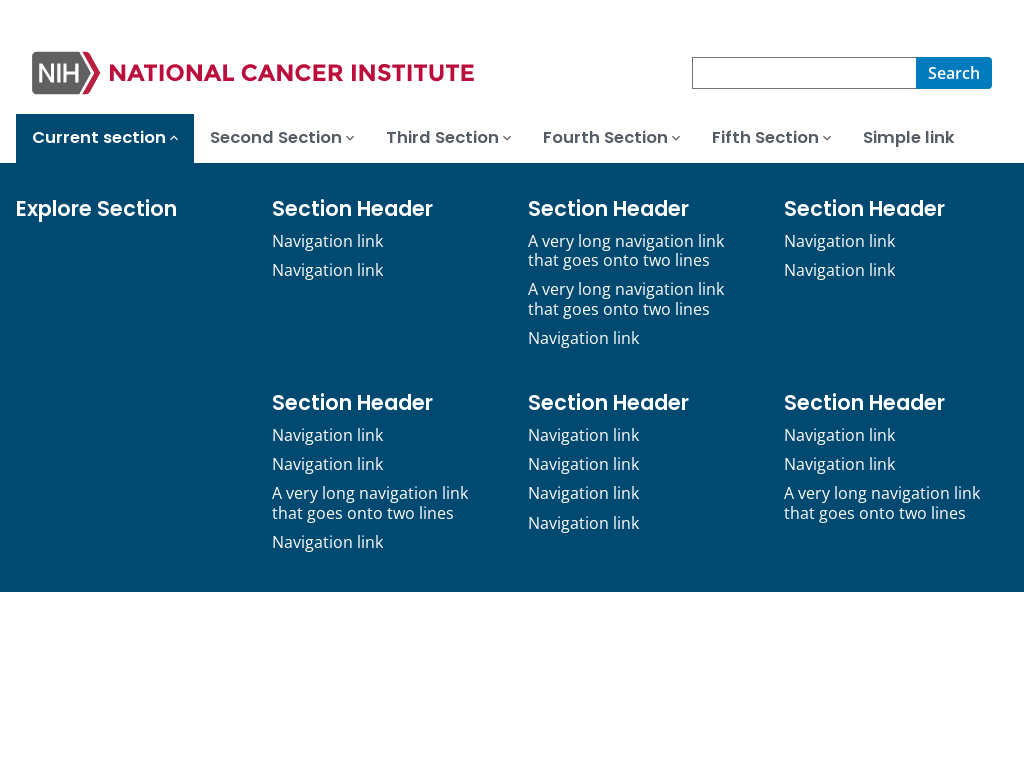 NIH NATIONAL CANCER INSTITUTE
Search
Current section
Second Section
Third Section
Fourth Section
Fifth Section
Simple link
Explore Section
Section Header
Navigation link
Navigation link
Section Header
A very long navigation link
that goes onto two lines
A very long navigation link
that goes onto two lines
Navigation link
Section Header
Navigation link
Navigation link
Section Header
Navigation link
Navigation link
A very long navigation link
that goes onto two lines
Navigation link
Section Header
Navigation link
Navigation link
Navigation link
Navigation link
Section Header
Navigation link
Navigation link
A very long navigation link
that goes onto two lines